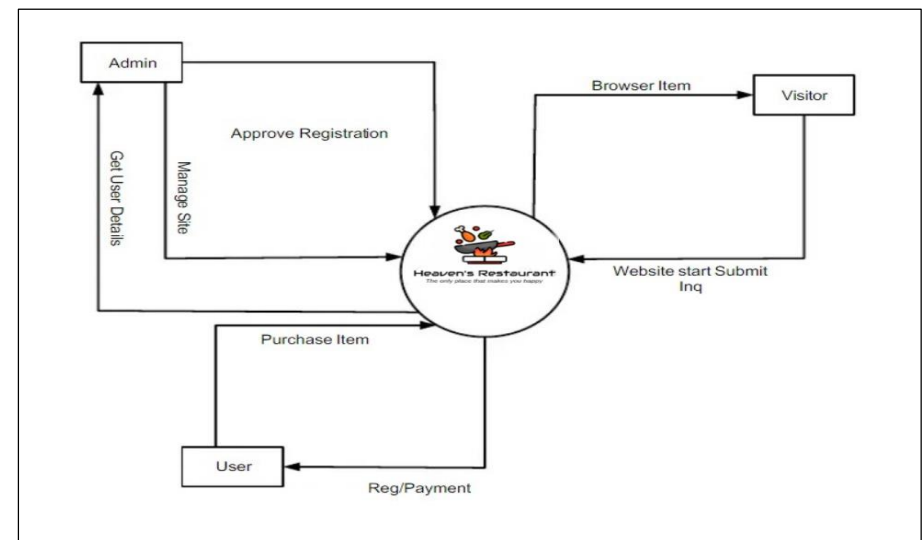 Admin
Browser Item
Visitor
Approve Registration
Get User Details
Manage Site
Heaven's Restaurant
The only place that makes you happy
Website start Submit
Inq
Purchase Item
User
Reg/Payment